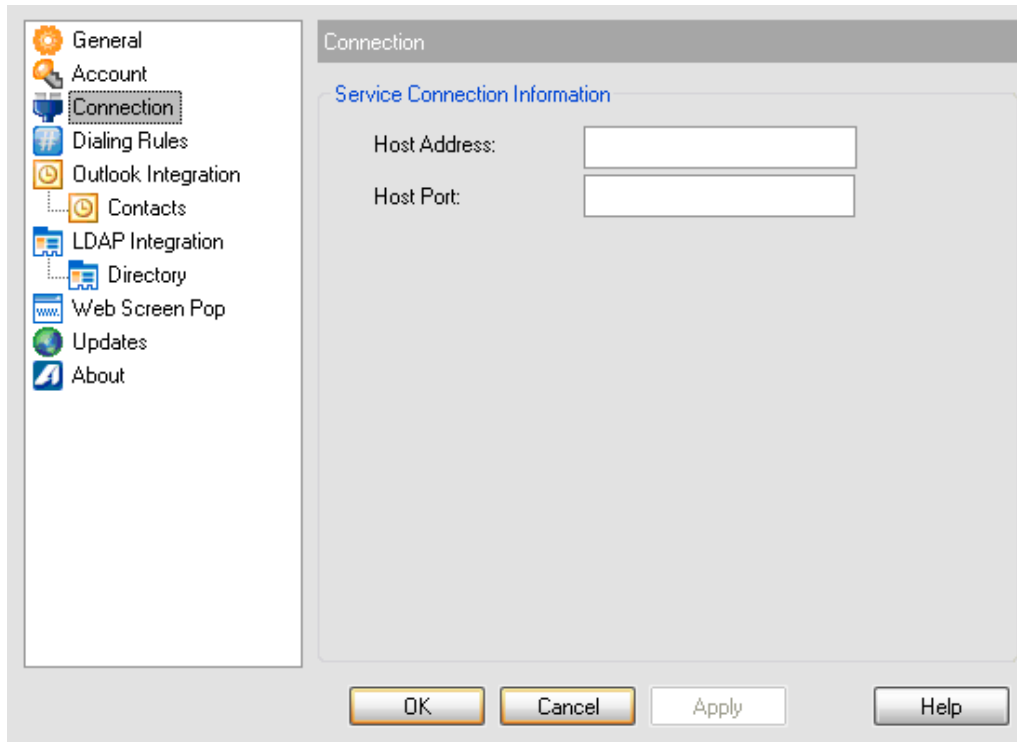 General
Account
Connection
Dialing Rules
Outlook Integration
Contacts
LDAP Integration
Directory
www.
Web Screen Pop
Updates
About
Connection
Service Connection Information
Host Address:
Host Port:
OK
Cancel
Apply
Help